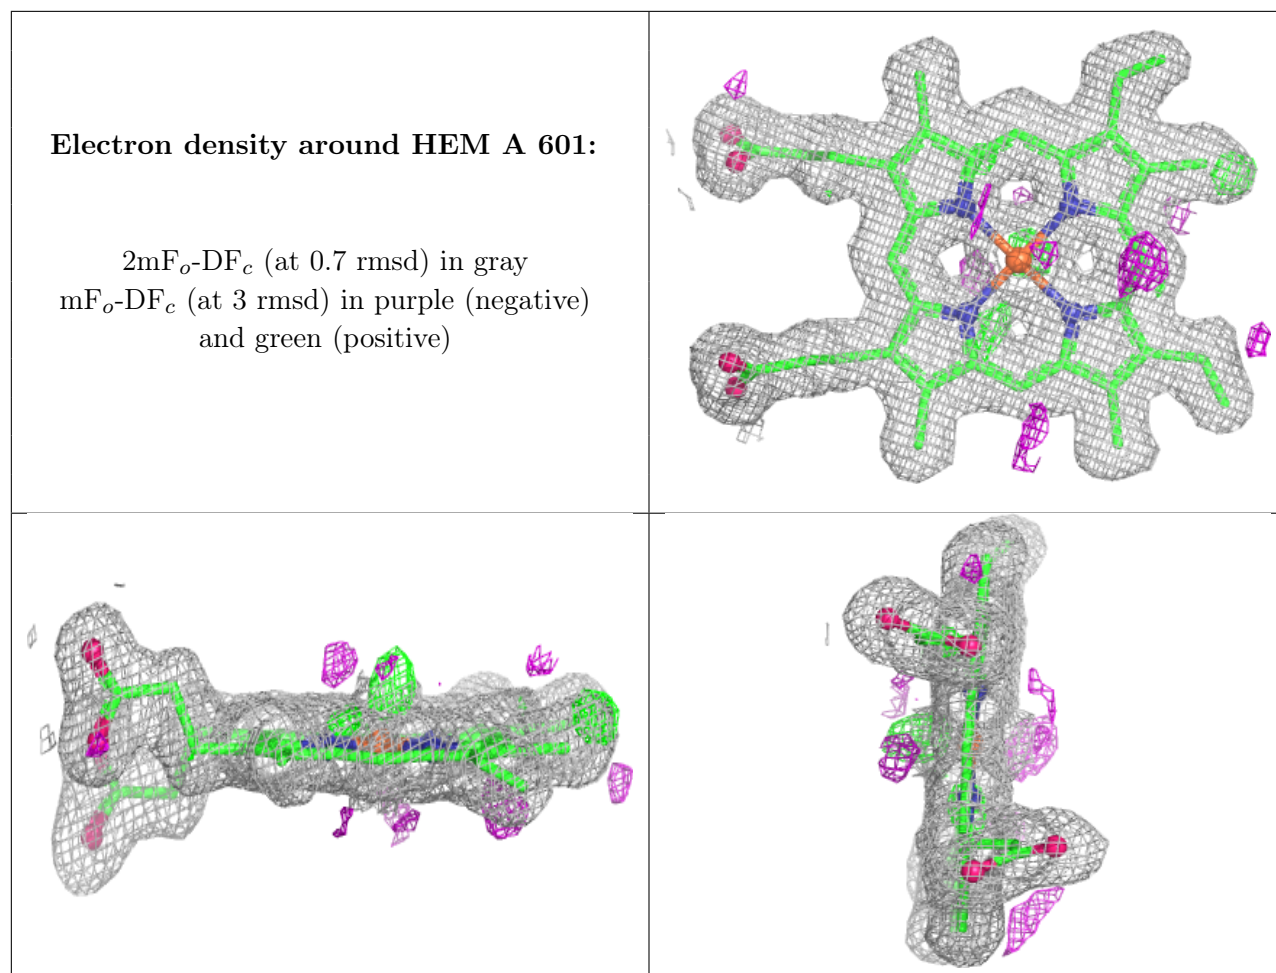 Electron density around HEM A 601:
2mFo-DFc (at 0.7 rmsd) in gray
mFo-DFc (at 3 rmsd) in purple (negative)
and green (positive)